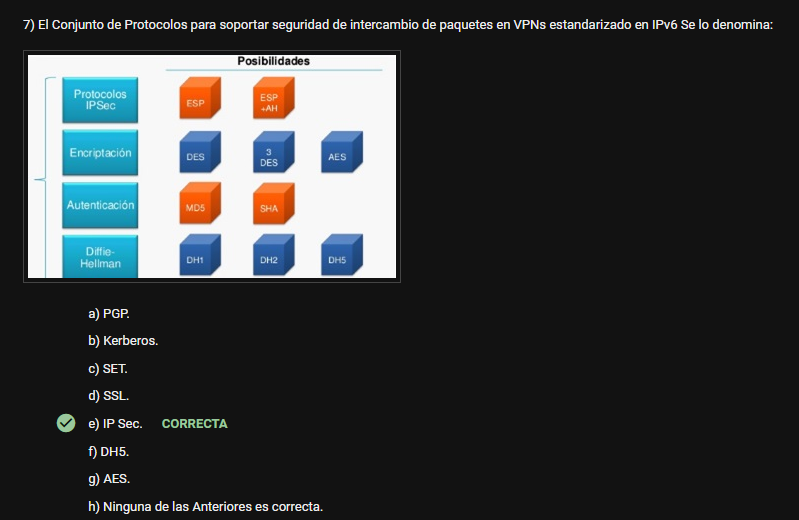 7) El Conjunto de Protocolos para soportar seguridad de intercambio de paquetes en VPNs estandarizado en IPv6 Se lo denomina:
Posibilidades
Protocolos
IPSec
ESP
ESP
+AH
Encriptación
DES
3
DES
AES
Autenticación
MD5
SHA
Diffie-
Hellman
DH1
DH2
DH5
a) PGP.
b) Kerberos.
c) SET.
d) SSL.
e) IP Sec. CORRECTA
f) DH5.
g) AES.
h) Ninguna de las Anteriores es correcta.